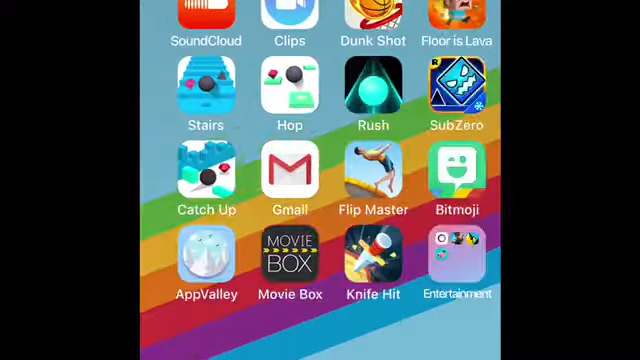 SoundCloud Clips Dunk Shot Floor is Lava
Stairs Hop Rush SubZero
Catch Up Gmail Flip Master Bitmoji
MOVIE
BOX
AppValley Movie Box Knife Hit Entertainment